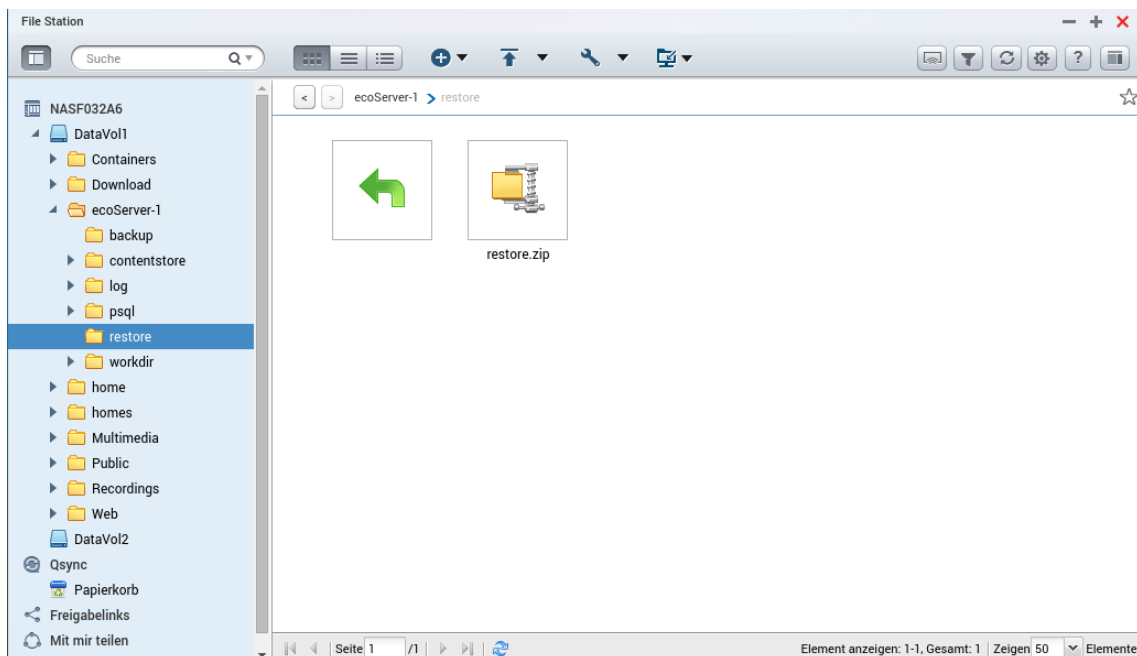 File Station
Suche
NASF032A6
DataVol1
Containers
Download
ecoServer-1
backup
contentstore
log
psql
restore
workdir
home
homes
Multimedia
Public
Recordings
Web
DataVol2
Qsync
Papierkorb
Freigabelinks
Mit mir teilen
ecoServer-1 restore
restore.zip
Seite 1 /1
Element anzeigen: 1-1, Gesamt: 1 Zeigen 50 Elemente